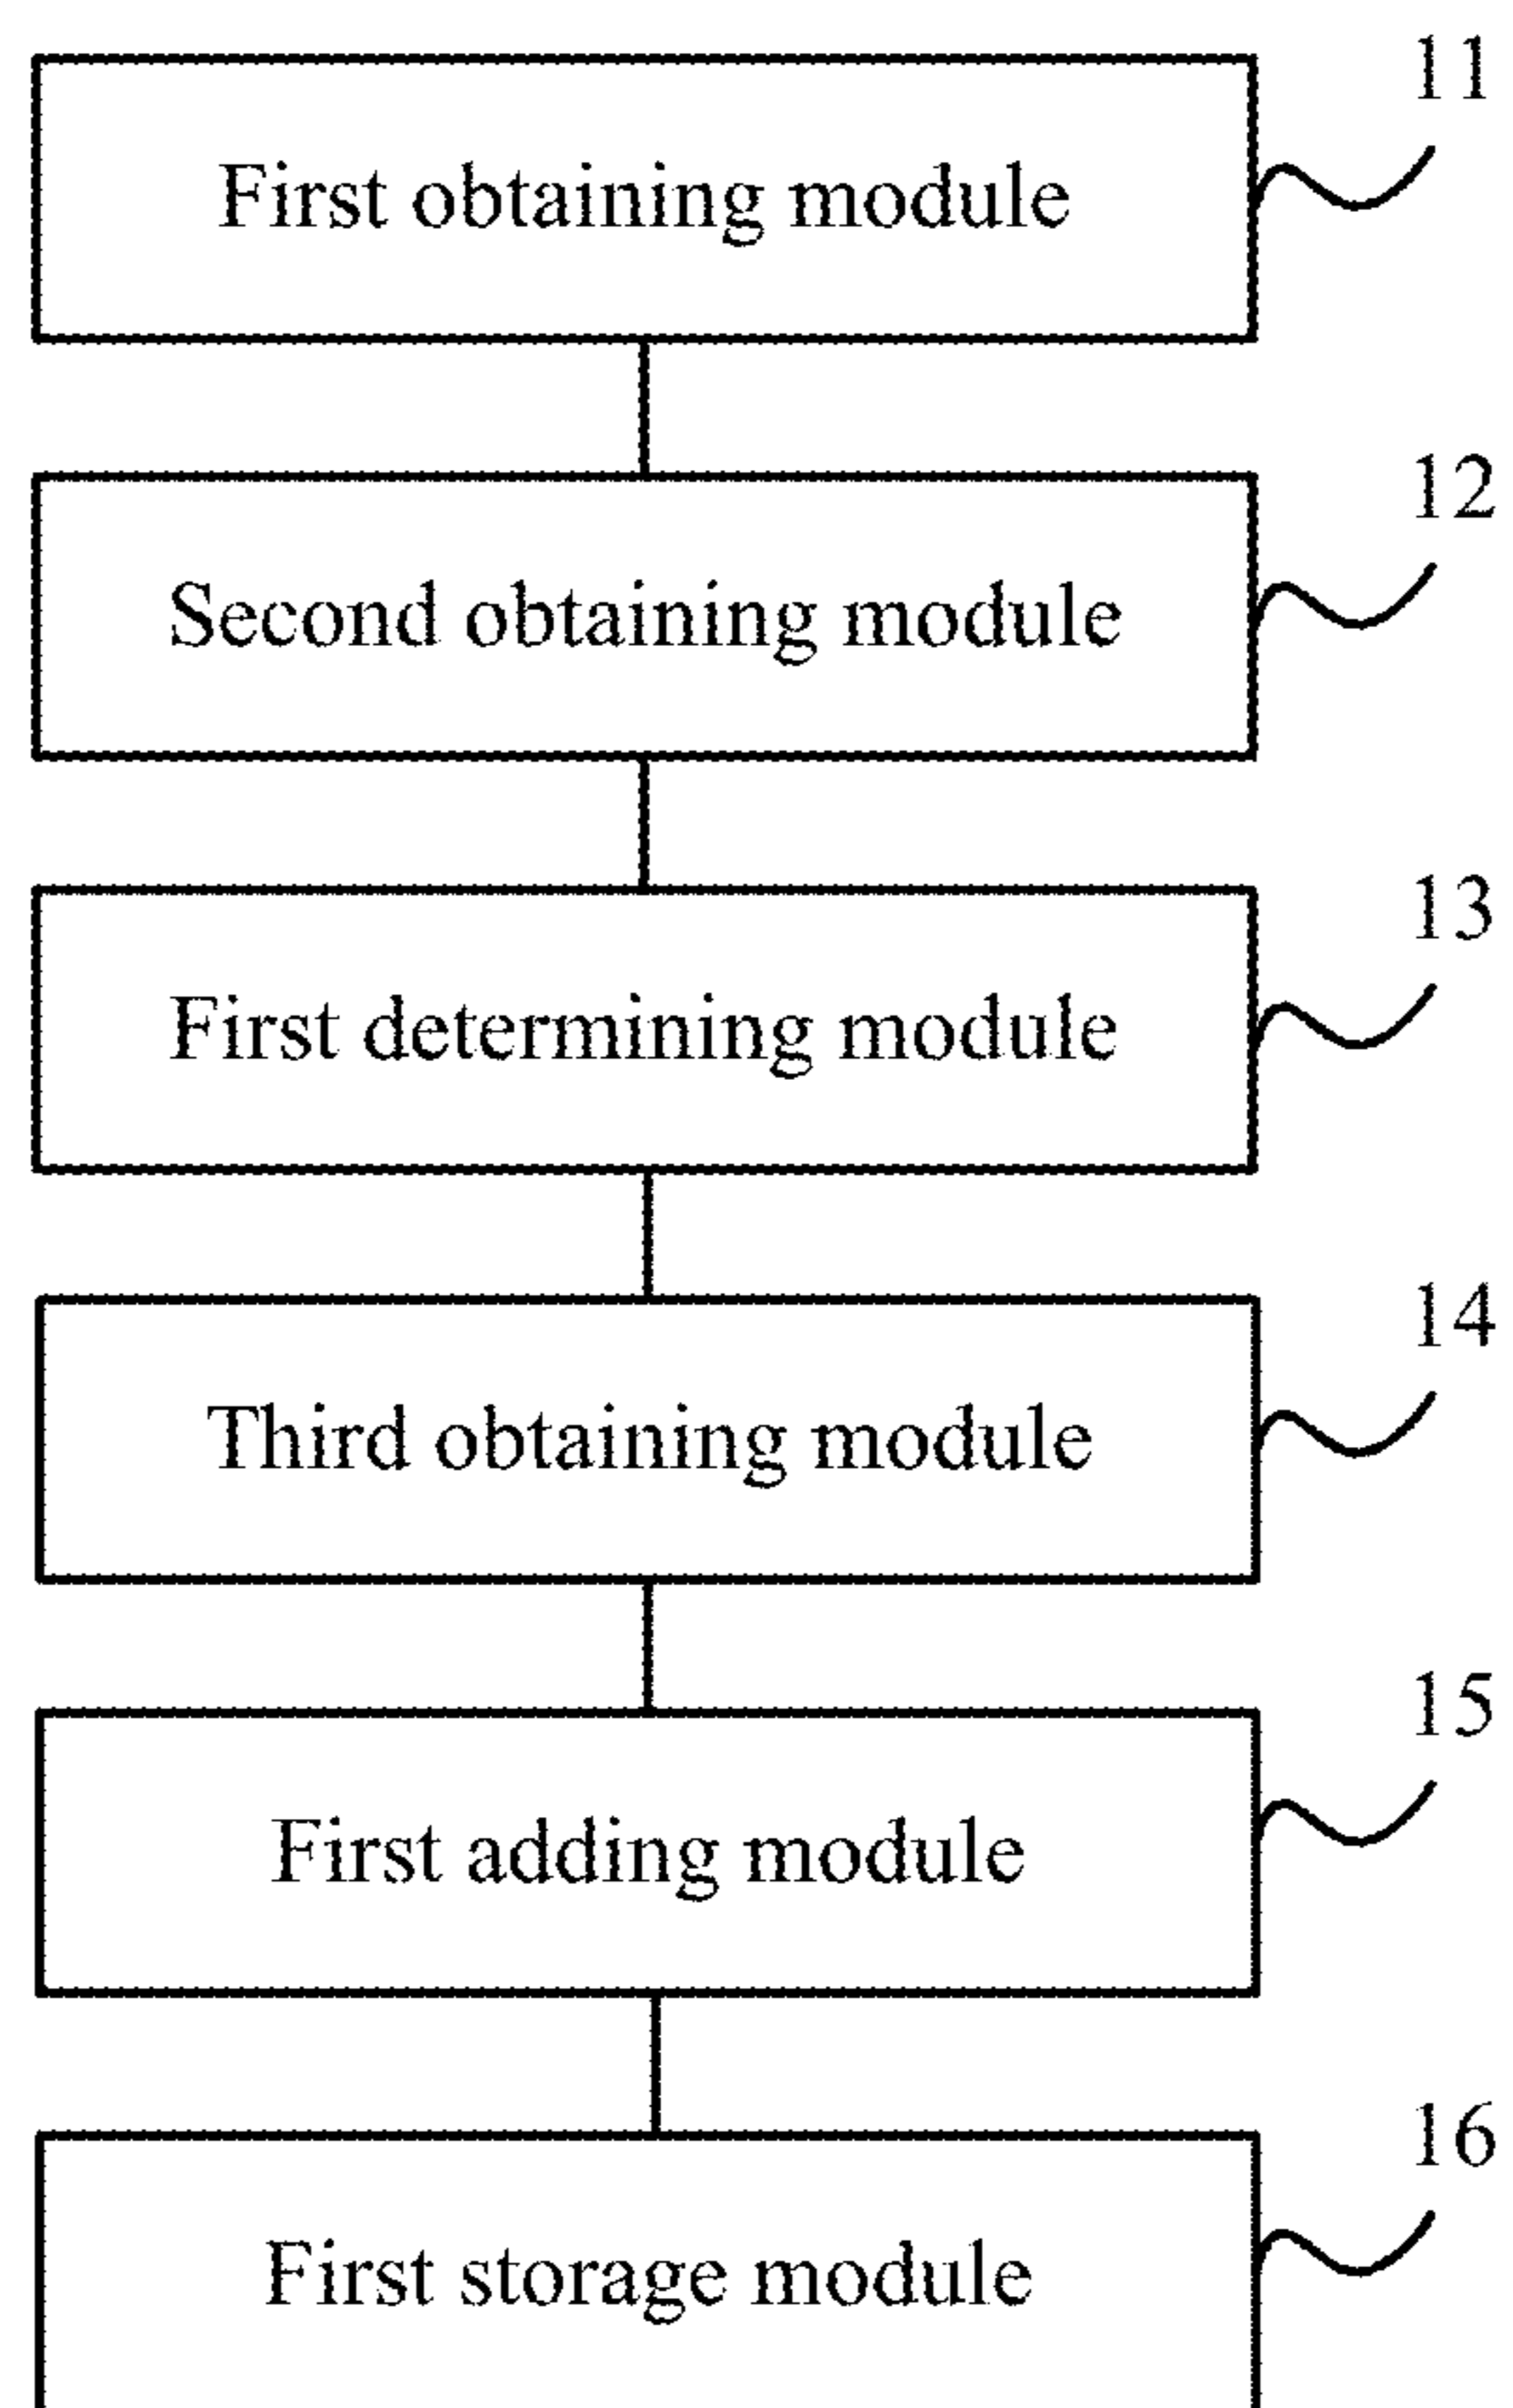 11
First obtaining module
12
Second obtaining module
13
First determining module
14
Third obtaining module
15
First adding module
16
First storage module